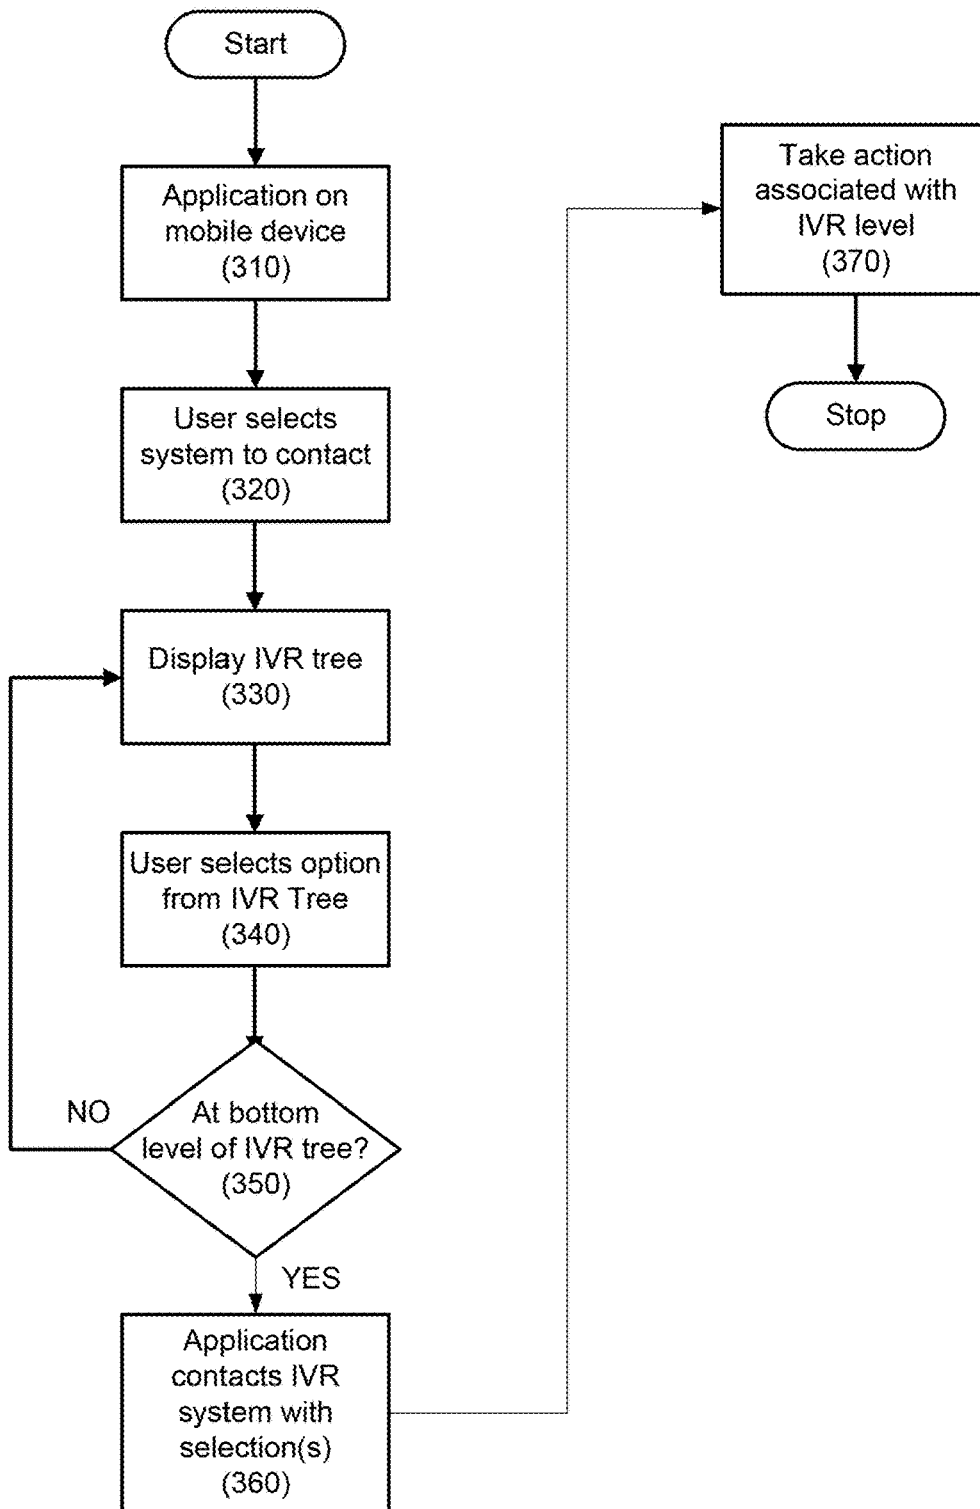 Start
Application on
mobile device
(310)
User selects
system to contact
(320)
Display IVR tree
(330)
User selects option
from IVR Tree
(340)
At bottom
level of IVR tree?
(350)
NO
YES
Application
contacts IVR
system with
selection(s)
(360)
Take action
associated with
IVR level
(370)
Stop